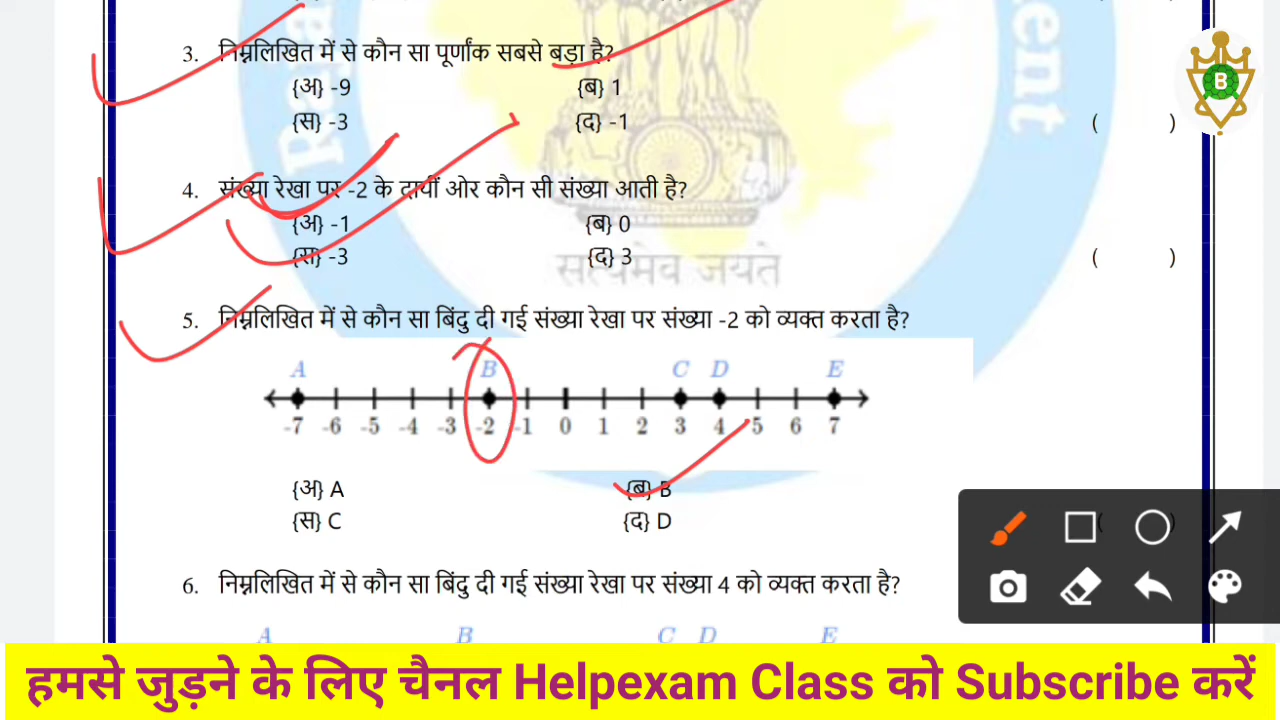 3. निम्नलिखित में से कौन सा पूर्णांक सबसे बड़ा है?
{अ} -9 {ब} 1
{स} -3 {द} -1 ( )
4. संख्या रेखा पर -2 के दायीं ओर कौन सी संख्या आती है?
{अ} -1 {ब} 0
{स} -3 {द} 3 ( )
सत्यमेव जयते
5. निम्नलिखित में से कौन सा बिंदु दी गई संख्या रेखा पर संख्या -2 को व्यक्त करता है?
A B C D E
-7 -6 -5 -4 -3 -2 -1 0 1 2 3 4 5 6 7
{अ} A {ब} B
{स} C {द} D ( )
6. निम्नलिखित में से कौन सा बिंदु दी गई संख्या रेखा पर संख्या 4 को व्यक्त करता है?
A B C D E
हमसे जुड़ने के लिए चैनल Helpexam Class को Subscribe करें
B